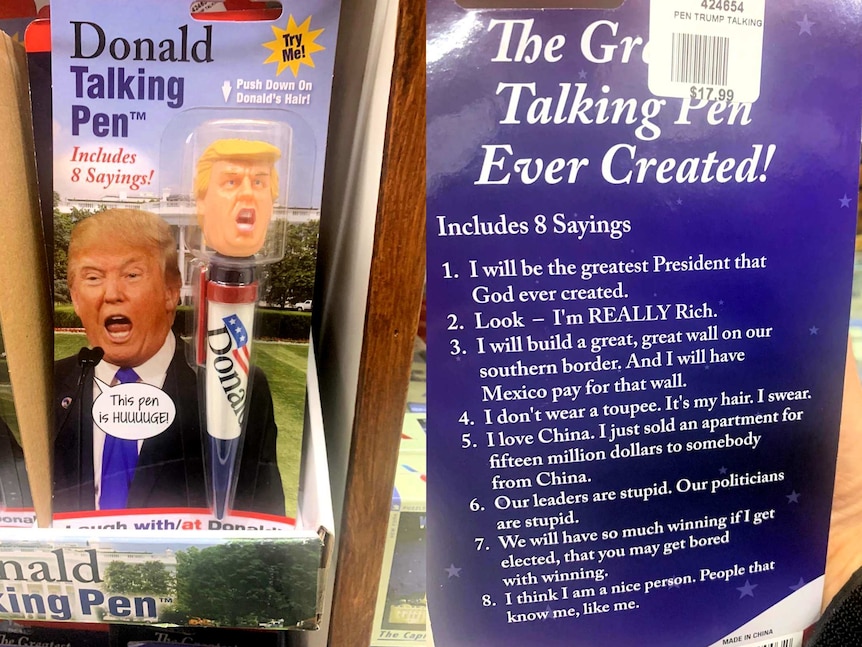 Donald
Talking
Pen™
Includes
8 Sayings!
Try
Me!
Push Down On
Donald's Hair!
Donald
This pen
is HUUUUGE!
Laugh with/at Donald
nald
king Pen™
The Greatest
The Capi
424654
PEN TRUMP TALKING
$17.99
The Gr
Talking Pen
Ever Created!
Includes 8 Sayings
1. I will be the greatest President that
God ever created.
2. Look – I'm REALLY Rich.
3. I will build a great, great wall on our
southern border. And I will have
Mexico pay for that wall.
4. I don't wear a toupee. It's my hair. I swear.
5. I love China. I just sold an apartment for
fifteen million dollars to somebody
from China.
6. Our leaders are stupid. Our politicians
are stupid.
7. We will have so much winning if I get
elected, that you may get bored
with winning.
8. I think I am a nice person. People that
know me, like me.
MADE IN CHINA